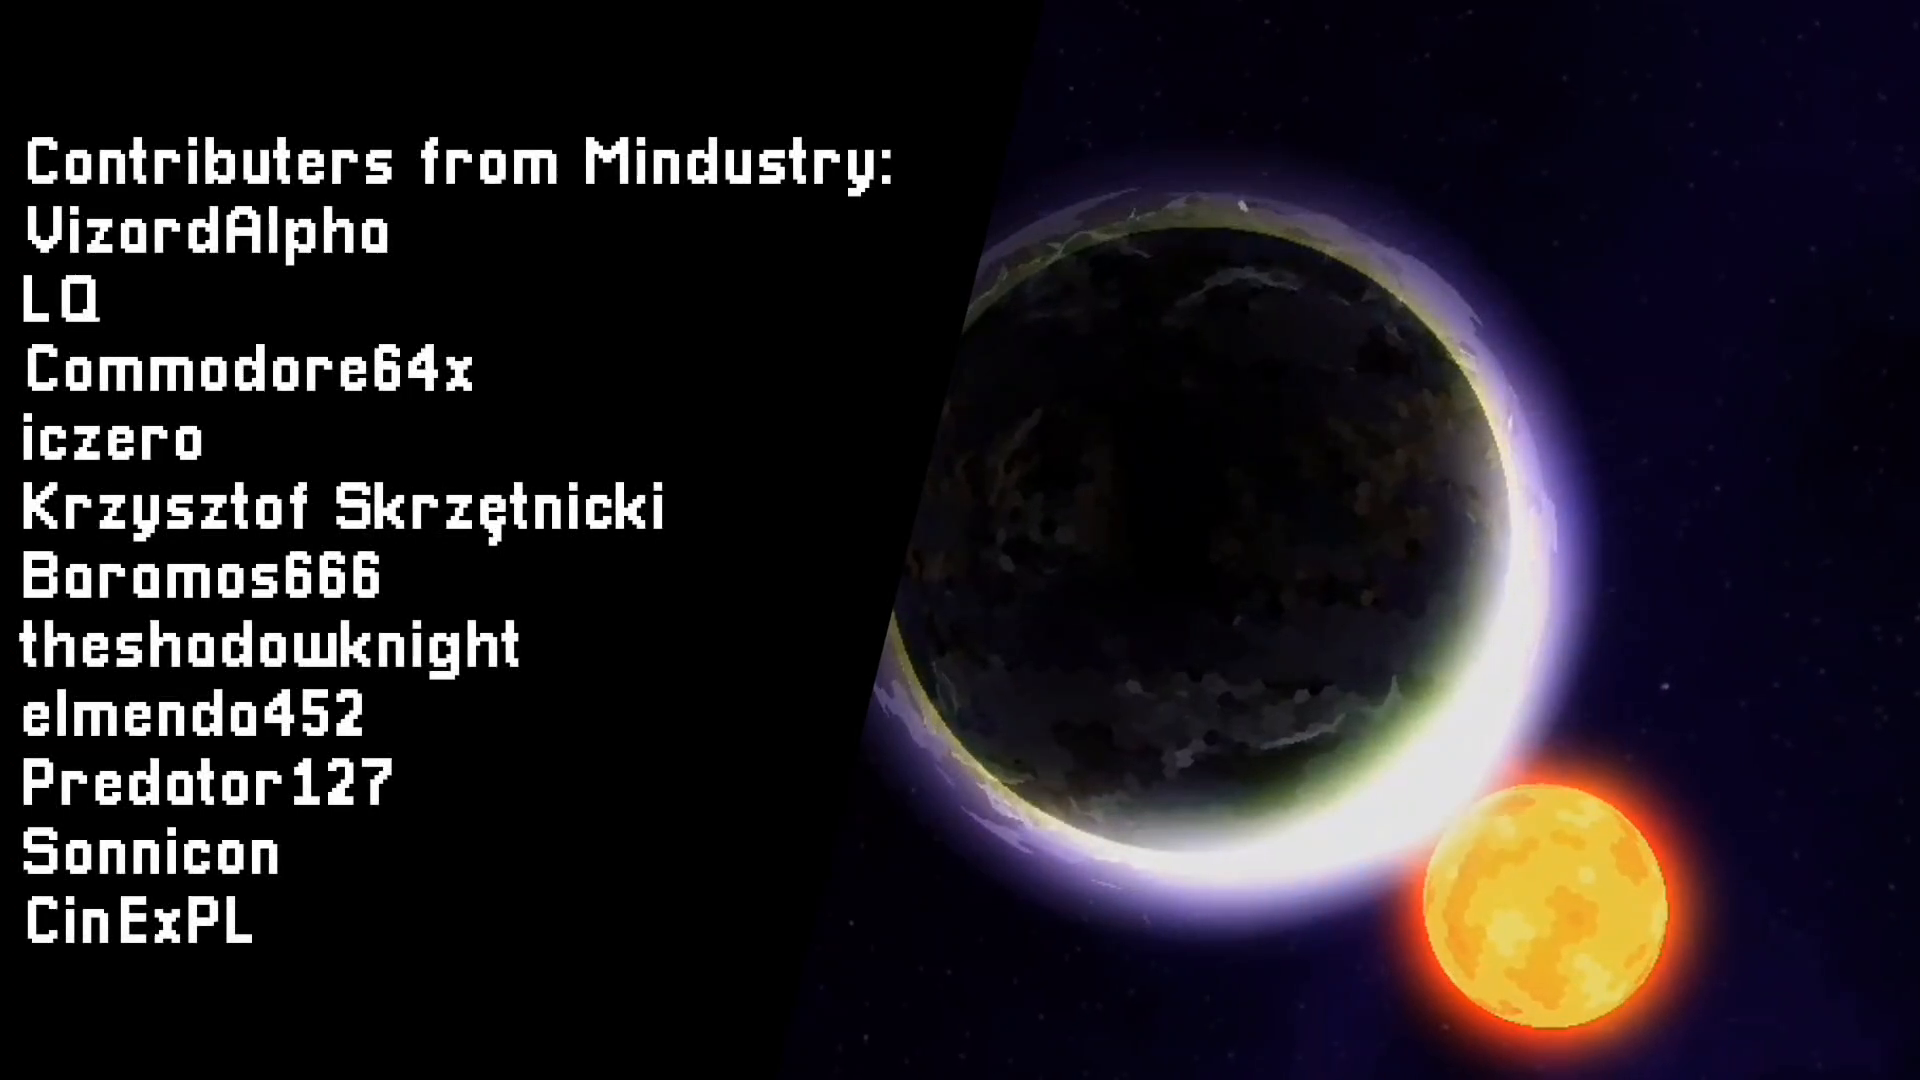 Contributers from Mindustry:
VizardAlpha
LQ
Commodore64x
iczero
Krzysztof Skrzętnicki
Baramos666
theshadowknight
elmenda452
Predator127
Sonnicon
CinExPL